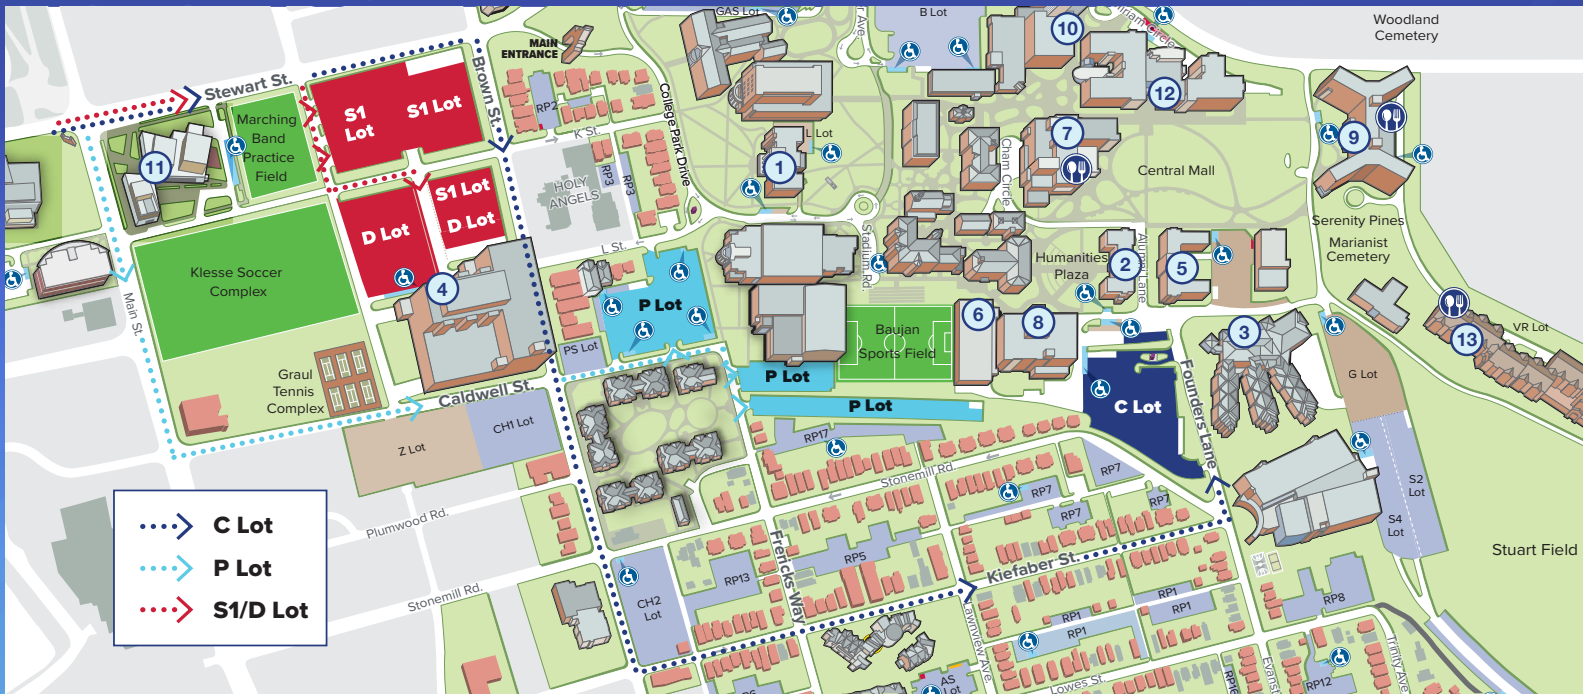 GAS Lot
B Lot
Miriam Circle
Woodland
Cemetery
MAIN
ENTRANCE
10
Stewart St.
Brown St.
S1
Lot
S1 Lot
RP2
College Park Drive
12
Marching
Band
Practice
Field
K St.
L Lot
7
9
11
1
Cham Circle
Central Mall
HOLY
ANGELS
RP3
RP3
S1 Lot
D Lot
D Lot
Serenity Pines
Marianist
Cemetery
L St.
Stadium Rd.
Humanities
Plaza
2
Alumni Lane
5
Klesse Soccer
Complex
4
P Lot
Main St.
6
8
Baujan
Sports Field
3
13
VR Lot
PS Lot
Graul
Tennis
Complex
P Lot
G Lot
Caldwell St.
P Lot
C Lot
Founders Lane
CH1 Lot
Z Lot
RP17
Stonemill Rd.
RP7
RP7
RP7
RP7
S2
Lot
S4
Lot
Plumwood Rd.
C Lot
P Lot
S1/D Lot
Frericks Way
RP5
RP13
Kiefaber St.
Stuart Field
Stonemill Rd.
CH2
Lot
Lawnview Ave.
RP1
RP1
RP1
RP1
RP8
Trinity Ave.
Lowes St.
RP12
AS
Lot